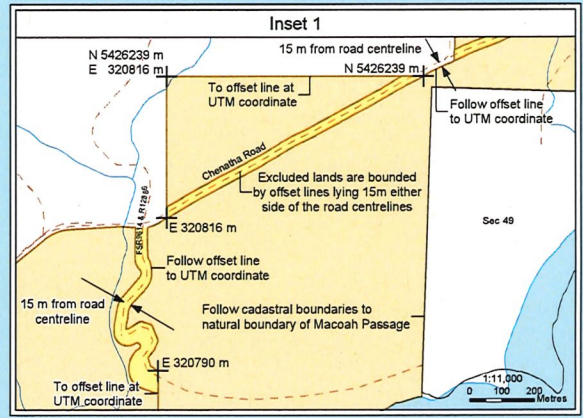 Inset 1
N 5426239 m
E 320816 m
15 m from road centreline
N 5426239 m
To offset line at
UTM coordinate
Follow offset line
to UTM coordinate
Chenatha Road
Excluded lands are bounded
by offset lines lying 15m either
side of the road centrelines
Sec 49
E 320816 m
Follow offset line
to UTM coordinate
15 m from road
centreline
Follow cadastral boundaries to
natural boundary of Macoah Passage
E 320790 m
To offset line at
UTM coordinate
1:11,000
0 100 200
Metres